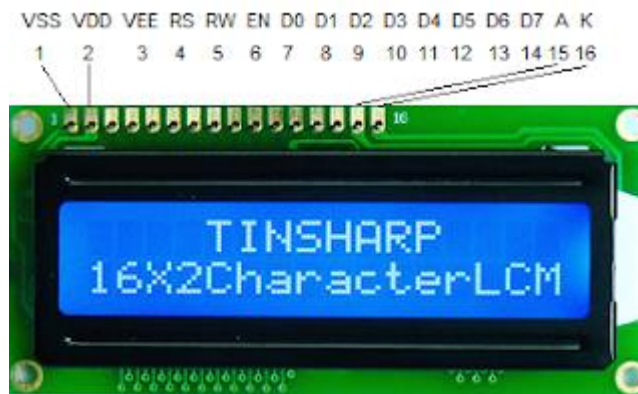 VSS VDD VEE RS RW EN D0 D1 D2 D3 D4 D5 D6 D7 A K
1 2 3 4 5 6 7 8 9 10 11 12 13 14 15 16
1 16
TINSHARP
16X2CharacterLCM